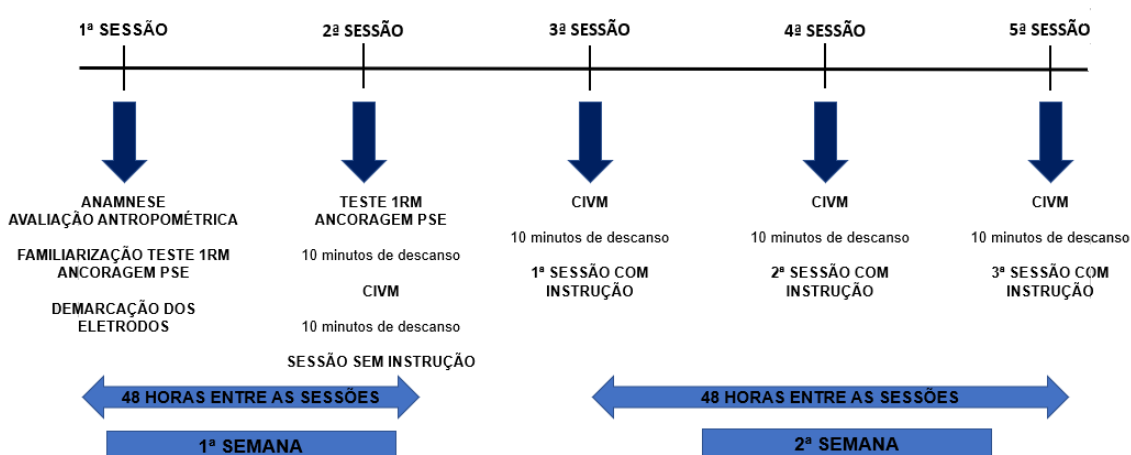 1ª SESSÃO
2ª SESSÃO
3ª SESSÃO
4ª SESSÃO
5ª SESSÃO
ANAMNESE
AVALIAÇÃO ANTROPOMÉTRICA
FAMILIARIZAÇÃO TESTE 1RM
ANCORAGEM PSE
DEMARCAÇÃO DOS
ELETRODOS
TESTE 1RM
ANCORAGEM PSE
10 minutos de descanso
CIVM
10 minutos de descanso
SESSÃO SEM INSTRUÇÃO
CIVM
10 minutos de descanso
1ª SESSÃO COM
INSTRUÇÃO
CIVM
10 minutos de descanso
2ª SESSÃO COM
INSTRUÇÃO
CIVM
10 minutos de descanso
3ª SESSÃO COM
INSTRUÇÃO
48 HORAS ENTRE AS SESSÕES
48 HORAS ENTRE AS SESSÕES
1ª SEMANA
2ª SEMANA